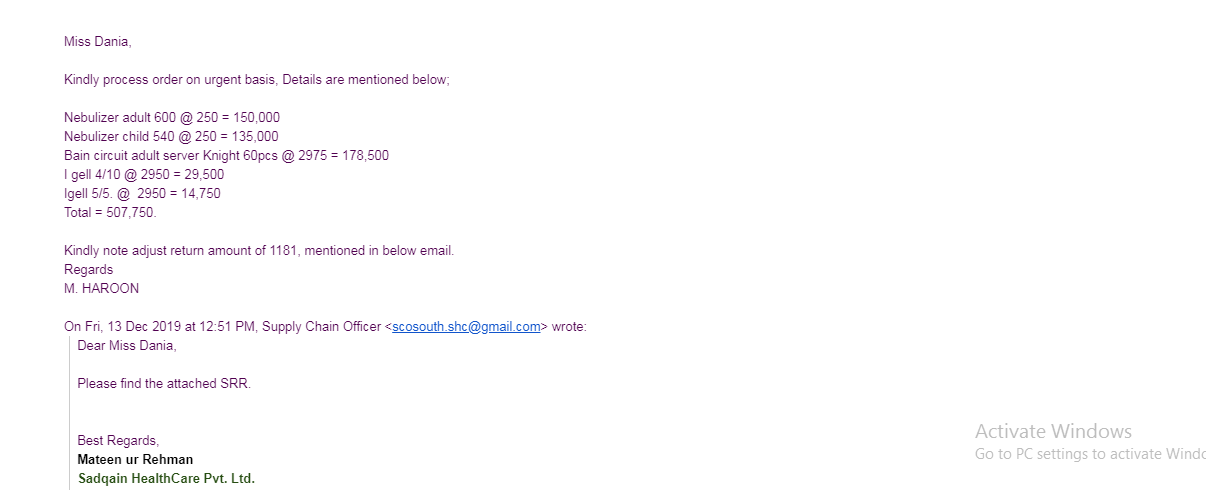 Miss Dania,
Kindly process order on urgent basis, Details are mentioned below;
Nebulizer adult 600 @ 250 = 150,000
Nebulizer child 540 @ 250 = 135,000
Bain circuit adult server Knight 60pcs @ 2975 = 178,500
I gell 4/10 @ 2950 = 29,500
Igell 5/5. @  2950 = 14,750
Total = 507,750.
Kindly note adjust return amount of 1181, mentioned in below email.
Regards
M. HAROON
On Fri, 13 Dec 2019 at 12:51 PM, Supply Chain Officer <scosouth.shc@gmail.com> wrote:
Dear Miss Dania,
Please find the attached SRR.
Best Regards,
Mateen ur Rehman
Sadqain HealthCare Pvt. Ltd.
Activate Windows
Go to PC settings to activate Windo